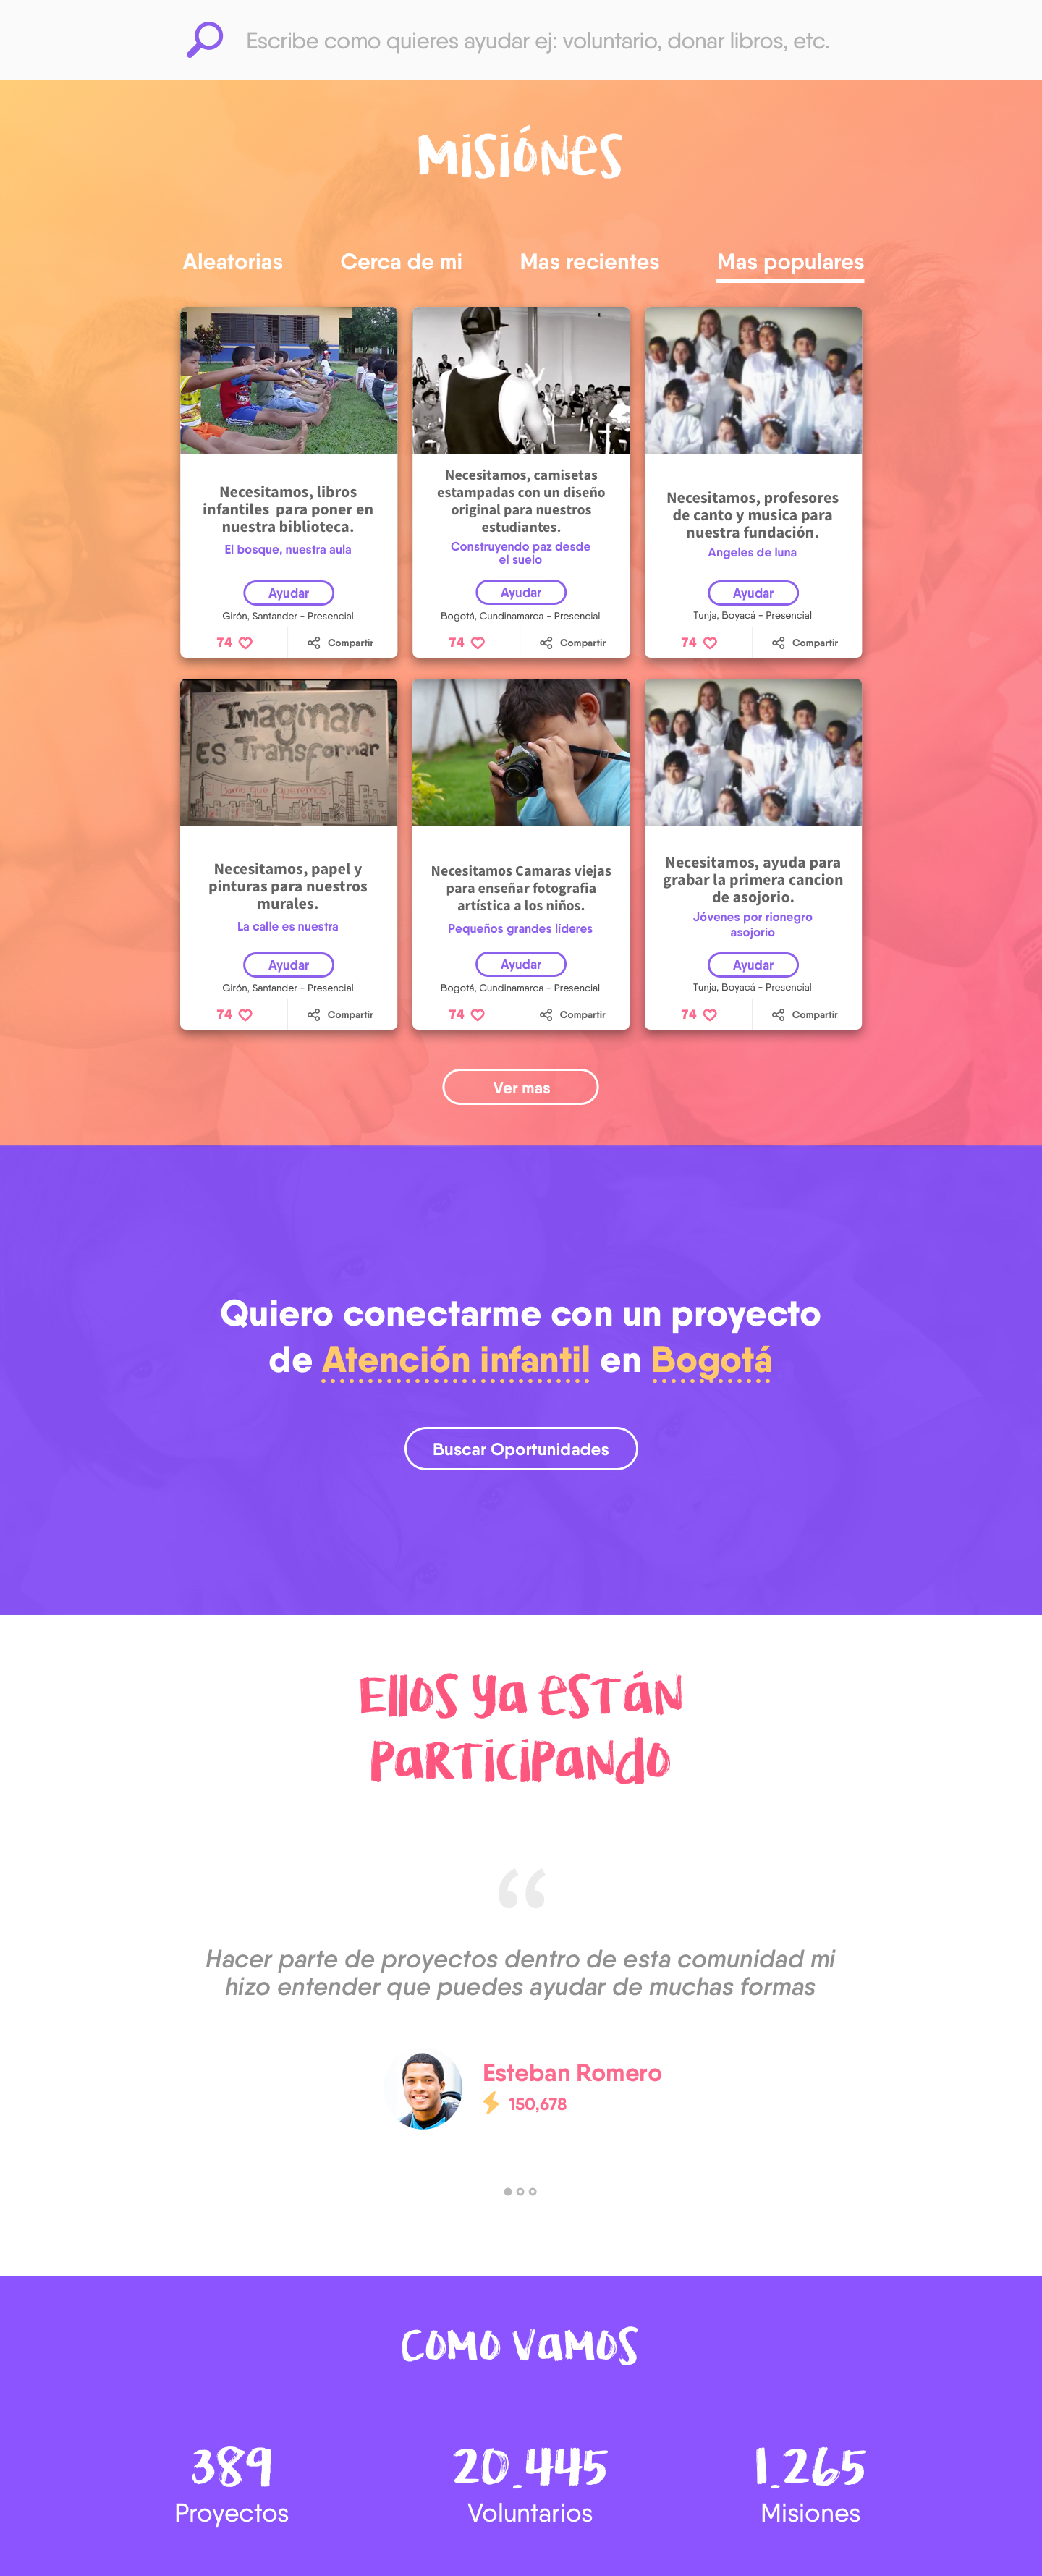 Escribe como quieres ayudar ej: voluntario, donar libros, etc.
Misiónes
Aleatorias
Cerca de mi
Mas recientes
Mas populares
Necesitamos, libros
infantiles para poner en
nuestra biblioteca.
El bosque, nuestra aula
Ayudar
Girón, Santander - Presencial
74
Compartir
Necesitamos, camisetas
estampadas con un diseño
original para nuestros
estudiantes.
Construyendo paz desde
el suelo
Ayudar
Bogotá, Cundinamarca - Presencial
74
Compartir
Necesitamos, profesores
de canto y musica para
nuestra fundación.
Angeles de luna
Ayudar
Tunja, Boyacá - Presencial
74
Compartir
Imaginar
ES Transformar
Barrio que queremos
Necesitamos, papel y
pinturas para nuestros
murales.
La calle es nuestra
Ayudar
Girón, Santander - Presencial
74
Compartir
Necesitamos Camaras viejas
para enseñar fotografia
artística a los niños.
Pequeños grandes líderes
Ayudar
Bogotá, Cundinamarca - Presencial
74
Compartir
Necesitamos, ayuda para
grabar la primera cancion
de asojorio.
Jóvenes por rionegro
asojorio
Ayudar
Tunja, Boyacá - Presencial
74
Compartir
Ver mas
Quiero conectarme con un proyecto
de Atención infantil en Bogotá
Buscar Oportunidades
Ellos ya están
participando
“
Hacer parte de proyectos dentro de esta comunidad mi
hizo entender que puedes ayudar de muchas formas
Esteban Romero
150,678
Como vamos
389
Proyectos
20.445
Voluntarios
1.265
Misiones